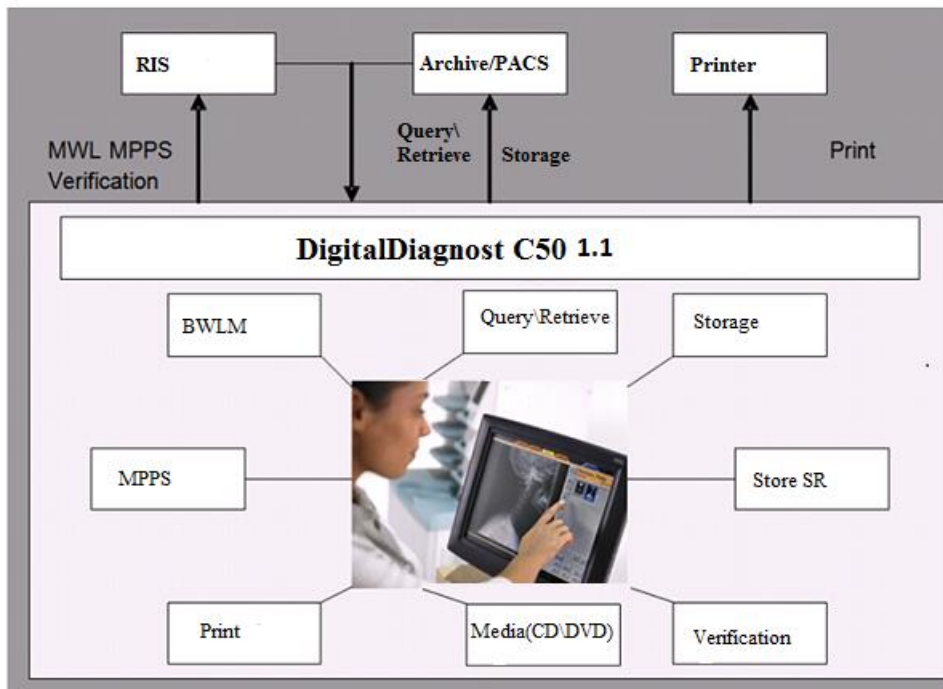 RIS
Archive/PACS
Printer
MWL MPPS
Verification
Query\
Retrieve
Storage
Print
DigitalDiagnost C50 1.1
BWLM
Query\Retrieve
Storage
MPPS
Store SR
Print
Media(CD\DVD)
Verification